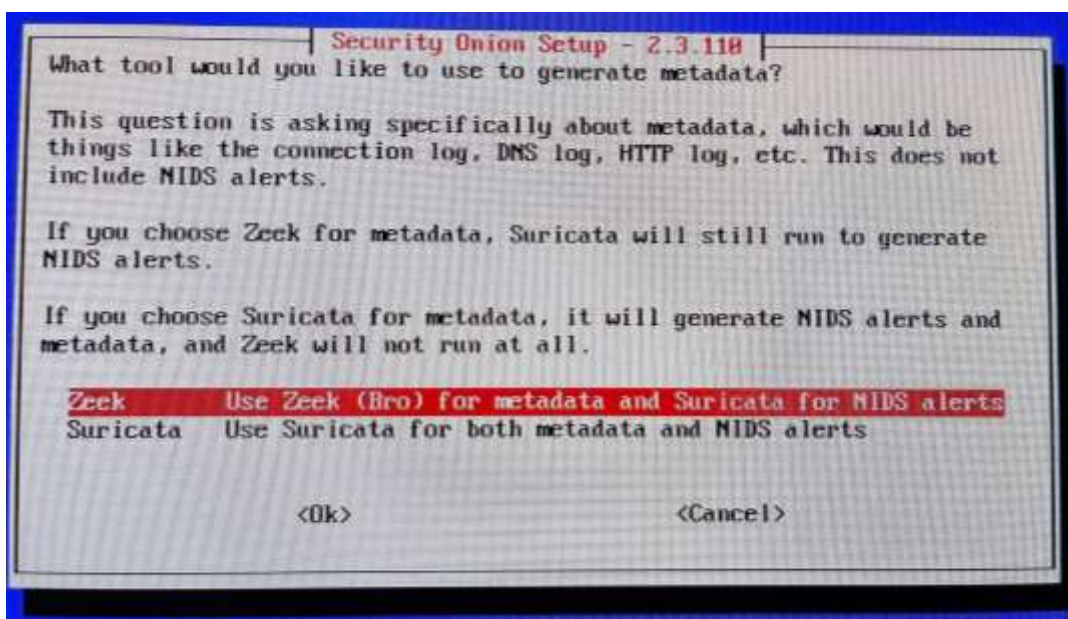 Security Onion Setup - 2.3.110
What tool would you like to use to generate metadata?
This question is asking specifically about metadata, which would be
things like the connection log, DNS log, HTTP log, etc. This does not
include NIDS alerts.
If you choose Zeek for metadata, Suricata will still run to generate
NIDS alerts.
If you choose Suricata for metadata, it will generate NIDS alerts and
metadata, and Zeek will not run at all.
Zeek Use Zeek (Bro) for metadata and Suricata for NIDS alerts
Suricata Use Suricata for both metadata and NIDS alerts
<Ok> <Cancel>